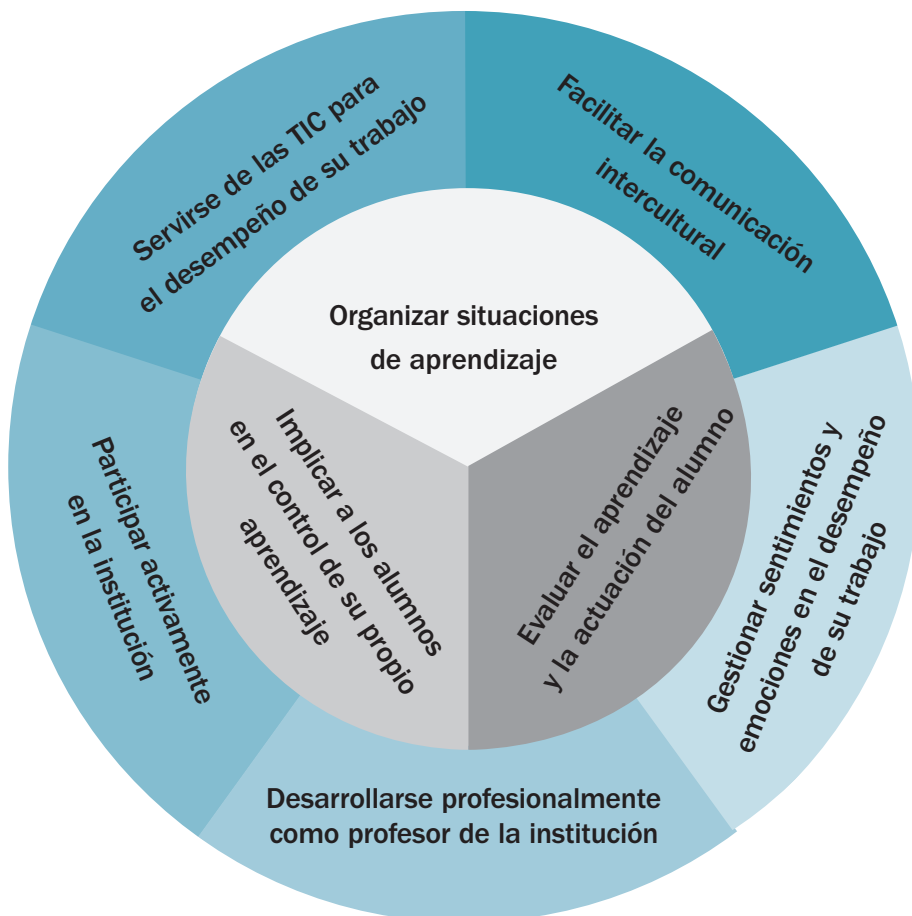 Servirse de las TIC para
el desempeño de su trabajo
Facilitar la comunicación
intercultural
Organizar situaciones
de aprendizaje
Implicar a los alumnos
en el control de su propio
aprendizaje
Evaluar el aprendizaje
y la actuación del alumno
Participar activamente
en la institución
Gestionar sentimientos y
emociones en el desempeño
de su trabajo
Desarrollarse profesionalmente
como profesor de la institución